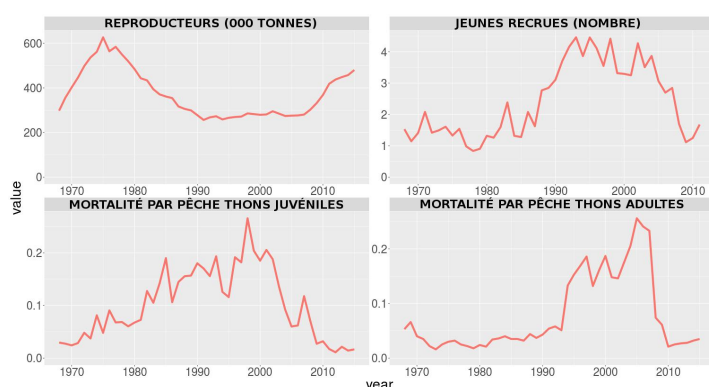 REPRODUCTEURS (000 TONNES)
JEUNES RECRUES (NOMBRE)
600
400
200
0
1970 1980 1990 2000 2010
4
3
2
1
0
1970 1980 1990 2000 2010
value
MORTALITÉ PAR PÊCHE THONS JUVÉNILES
MORTALITÉ PAR PÊCHE THONS ADULTES
0.2
0.1
0.0
1970 1980 1990 2000 2010
0.2
0.1
0.0
1970 1980 1990 2000 2010
year